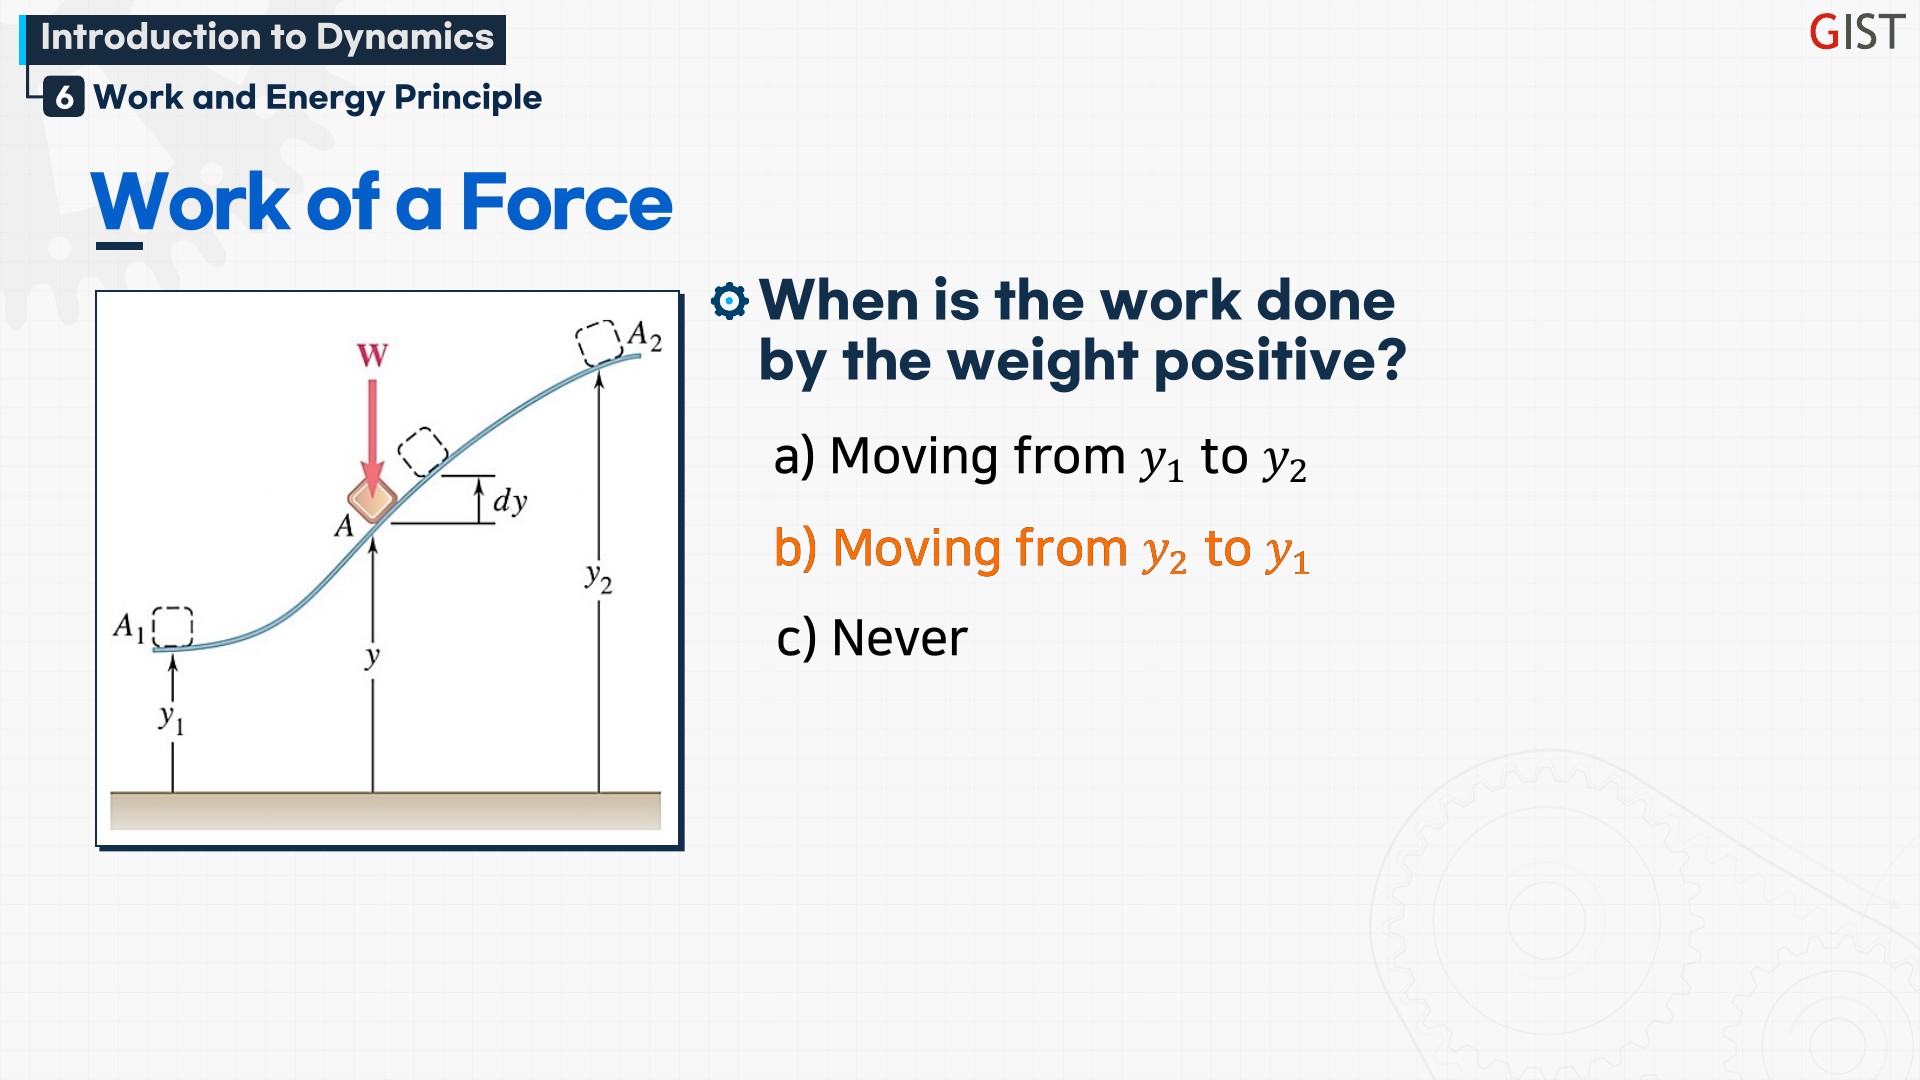 Introduction to Dynamics
GIST
6 Work and Energy Principle
Work of a Force
When is the work done
by the weight positive?
a) Moving from y₁ to y₂
b) Moving from y₂ to y₁
c) Never
W
A₂
dy
A
y₂
A₁
y
y₁